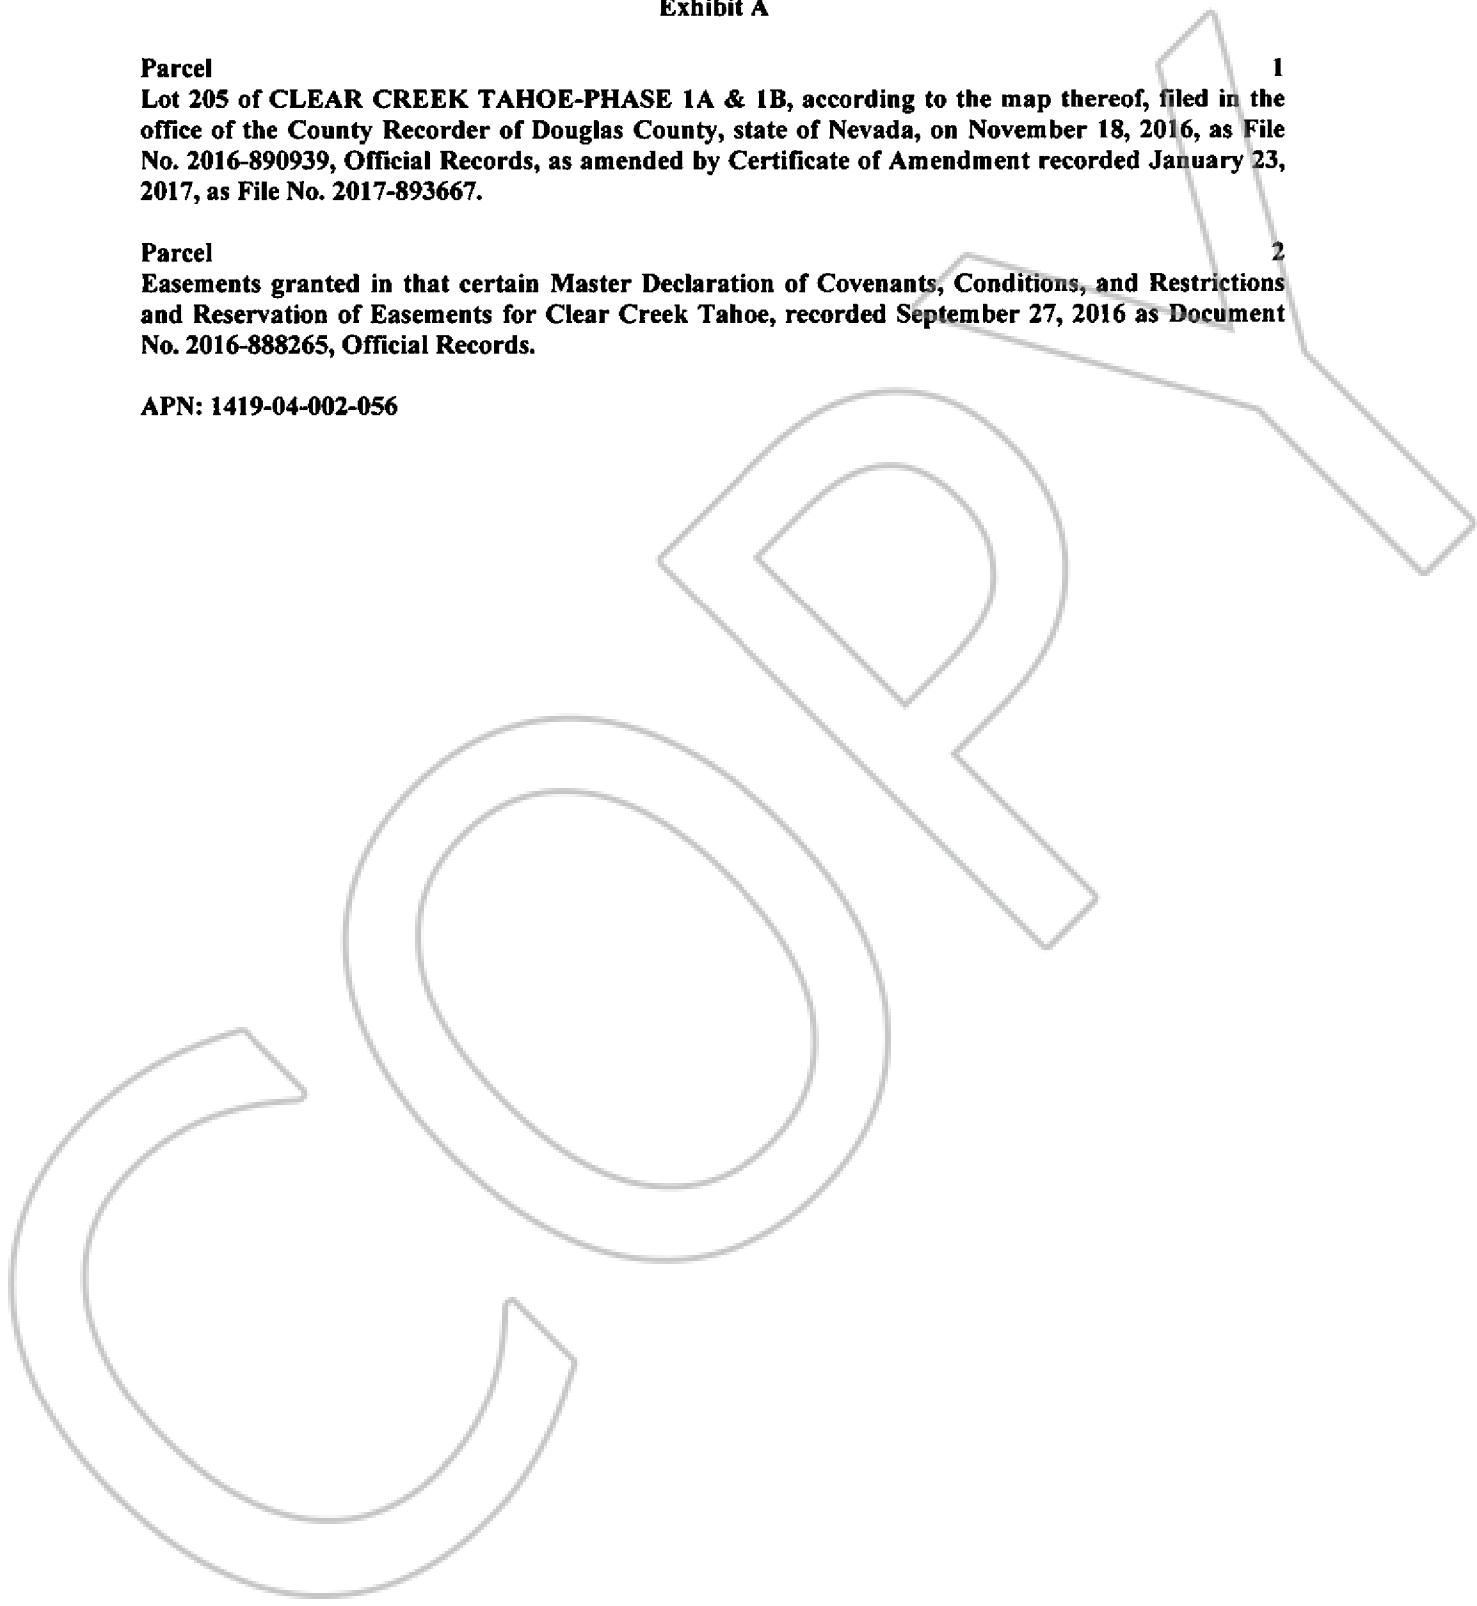 Exhibit A
Parcel 1
Lot 205 of CLEAR CREEK TAHOE-PHASE 1A & 1B, according to the map thereof, filed in the
office of the County Recorder of Douglas County, state of Nevada, on November 18, 2016, as File
No. 2016-890939, Official Records, as amended by Certificate of Amendment recorded January 23,
2017, as File No. 2017-893667.
Parcel 2
Easements granted in that certain Master Declaration of Covenants, Conditions, and Restrictions
and Reservation of Easements for Clear Creek Tahoe, recorded September 27, 2016 as Document
No. 2016-888265, Official Records.
APN: 1419-04-002-056
COPY